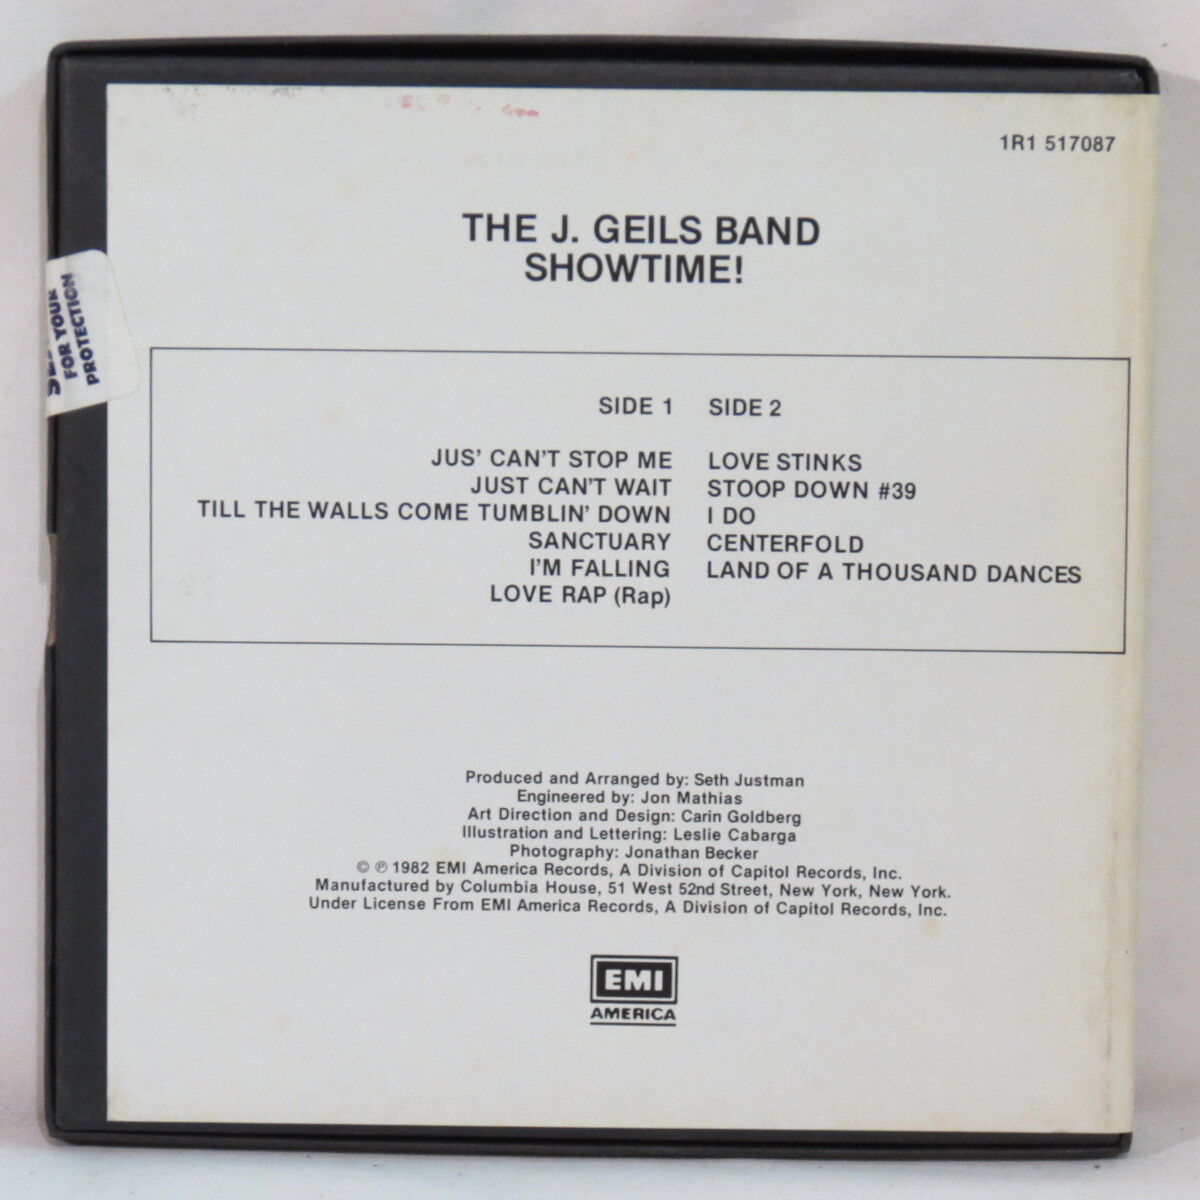 1R1 517087
THE J. GEILS BAND
SHOWTIME!
FOR YOUR
PROTECTION
SIDE 1
JUS' CAN'T STOP ME
JUST CAN'T WAIT
TILL THE WALLS COME TUMBLIN' DOWN
SANCTUARY
I'M FALLING
LOVE RAP (Rap)
SIDE 2
LOVE STINKS
STOOP DOWN #39
I DO
CENTERFOLD
LAND OF A THOUSAND DANCES
Produced and Arranged by: Seth Justman
Engineered by: Jon Mathias
Art Direction and Design: Carin Goldberg
Illustration and Lettering: Leslie Cabarga
Photography: Jonathan Becker
© ℗ 1982 EMI America Records, A Division of Capitol Records, Inc.
Manufactured by Columbia House, 51 West 52nd Street, New York, New York.
Under License From EMI America Records, A Division of Capitol Records, Inc.
EMI
AMERICA